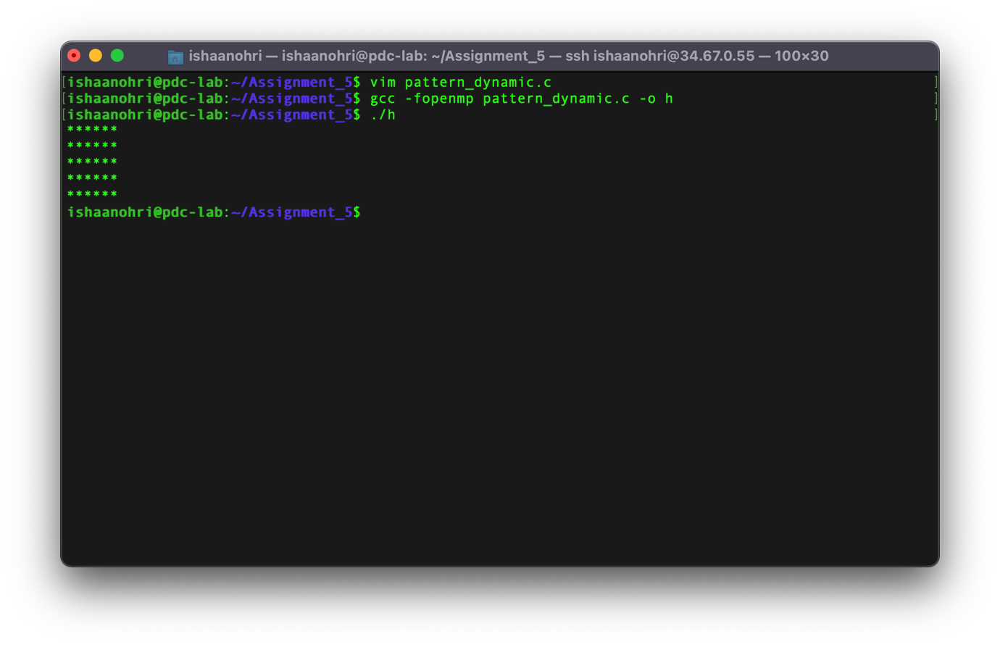 ishaanohri — ishaanohri@pdc-lab: ~/Assignment_5 — ssh ishaanohri@34.67.0.55 — 100×30
[ishaanohri@pdc-lab:~/Assignment_5$ vim pattern_dynamic.c ]
[ishaanohri@pdc-lab:~/Assignment_5$ gcc -fopenmp pattern_dynamic.c -o h ]
[ishaanohri@pdc-lab:~/Assignment_5$ ./h ]
******
******
******
******
******
ishaanohri@pdc-lab:~/Assignment_5$